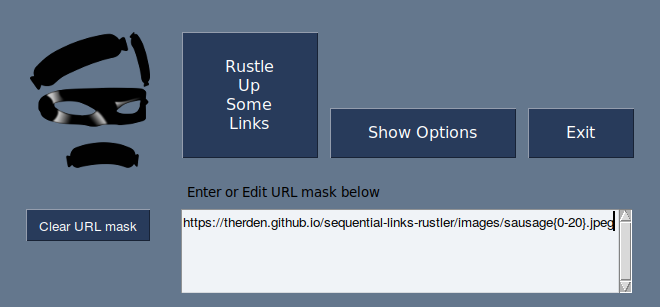 Rustle
Up
Some
Links
Show Options
Exit
Enter or Edit URL mask below
Clear URL mask
https://therden.github.io/sequential-links-rustler/images/sausage{0-20}.jpeg